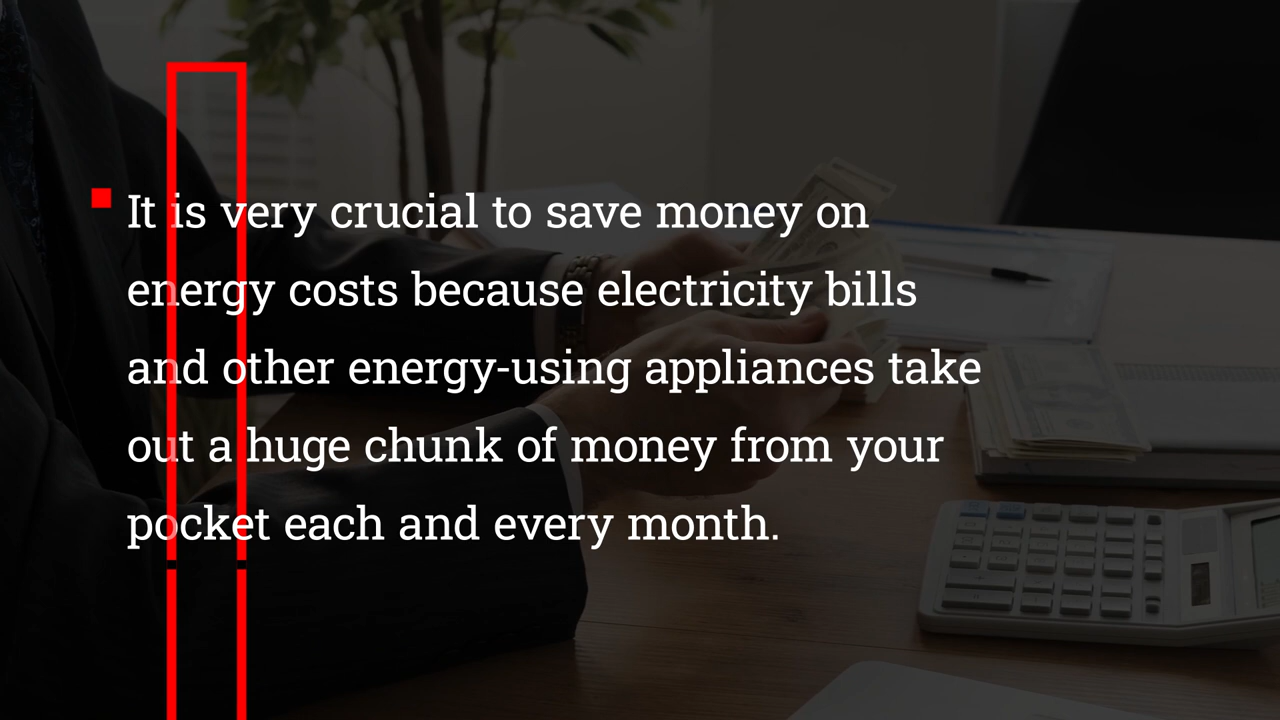 It is very crucial to save money on
energy costs because electricity bills
and other energy-using appliances take
out a huge chunk of money from your
pocket each and every month.